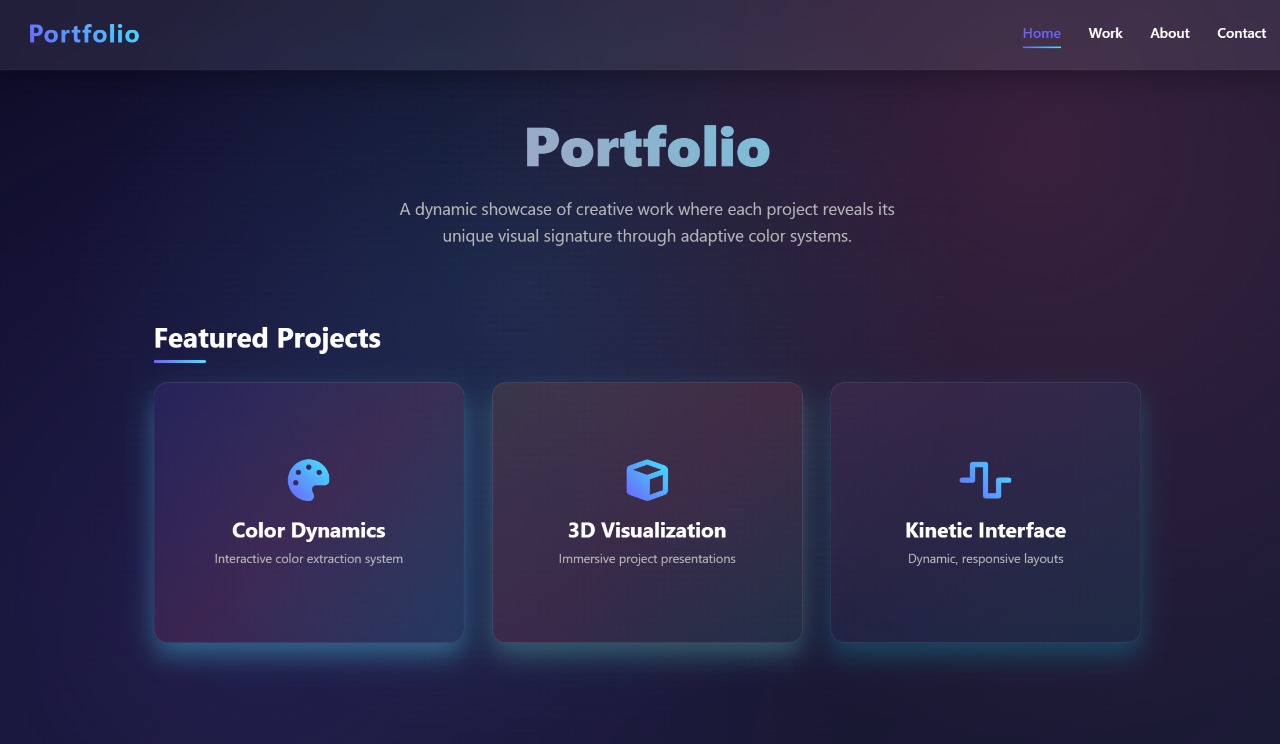 Portfolio
Home
Work
About
Contact
Portfolio
A dynamic showcase of creative work where each project reveals its
unique visual signature through adaptive color systems.
Featured Projects
Color Dynamics
Interactive color extraction system
3D Visualization
Immersive project presentations
Kinetic Interface
Dynamic, responsive layouts